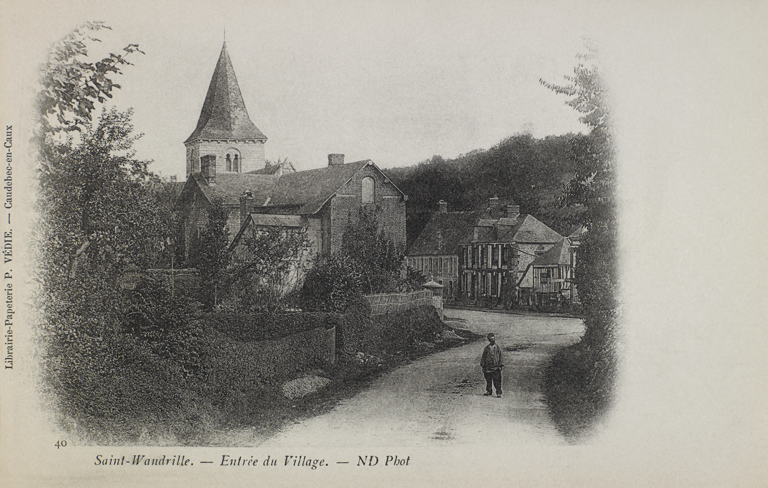 Librairie-Papeterie P. VÉDIE. — Caudebec-en-Caux
40
Saint-Wandrille. — Entrée du Village. — ND Phot